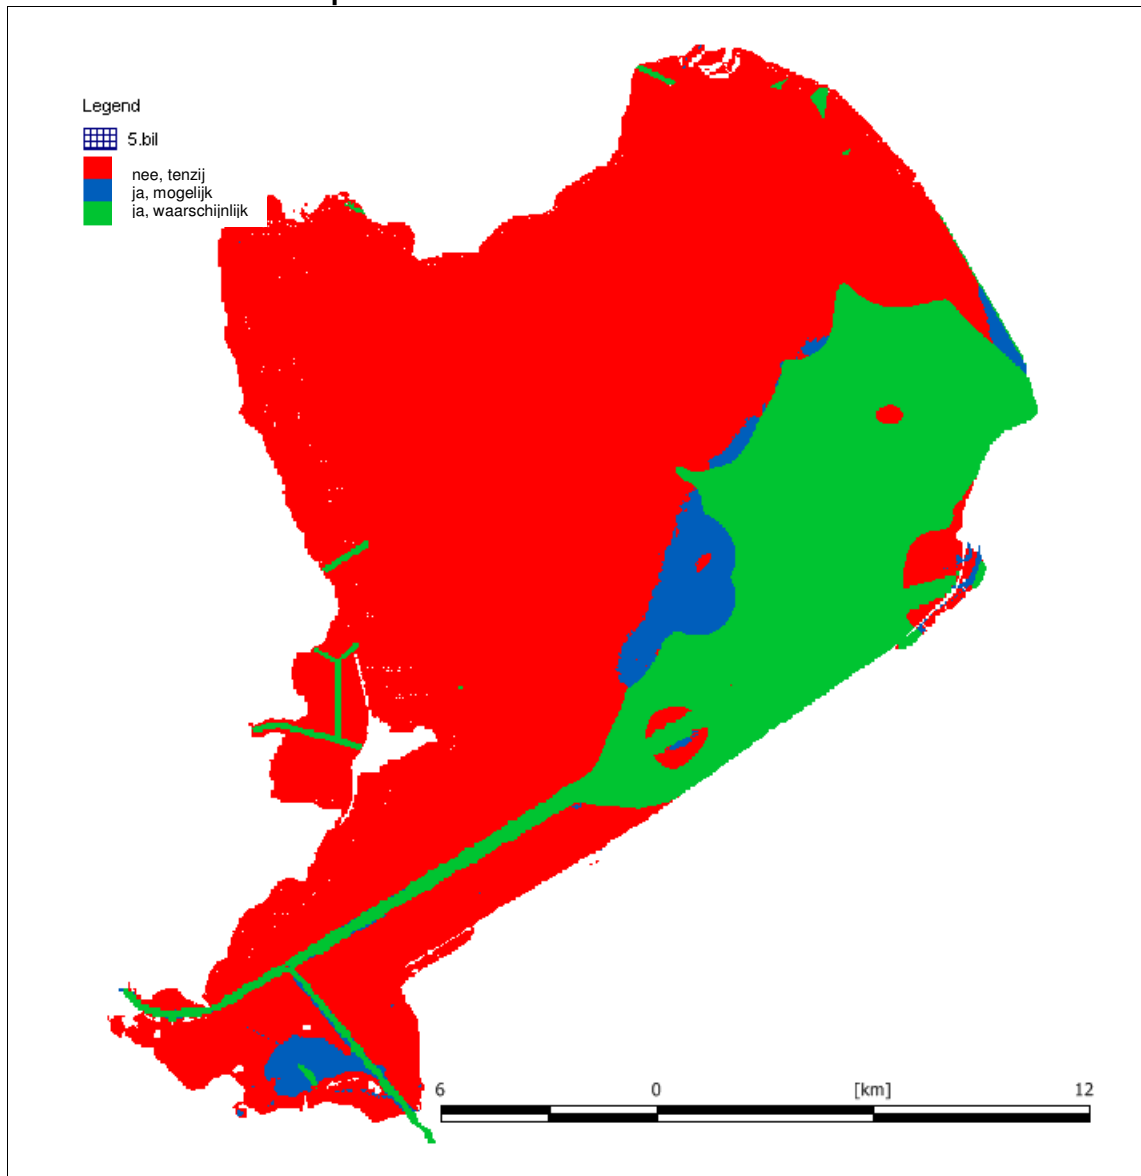 Legend
5.bil
nee, tenzij
ja, mogelijk
ja, waarschijnlijk
6 0 [km] 12